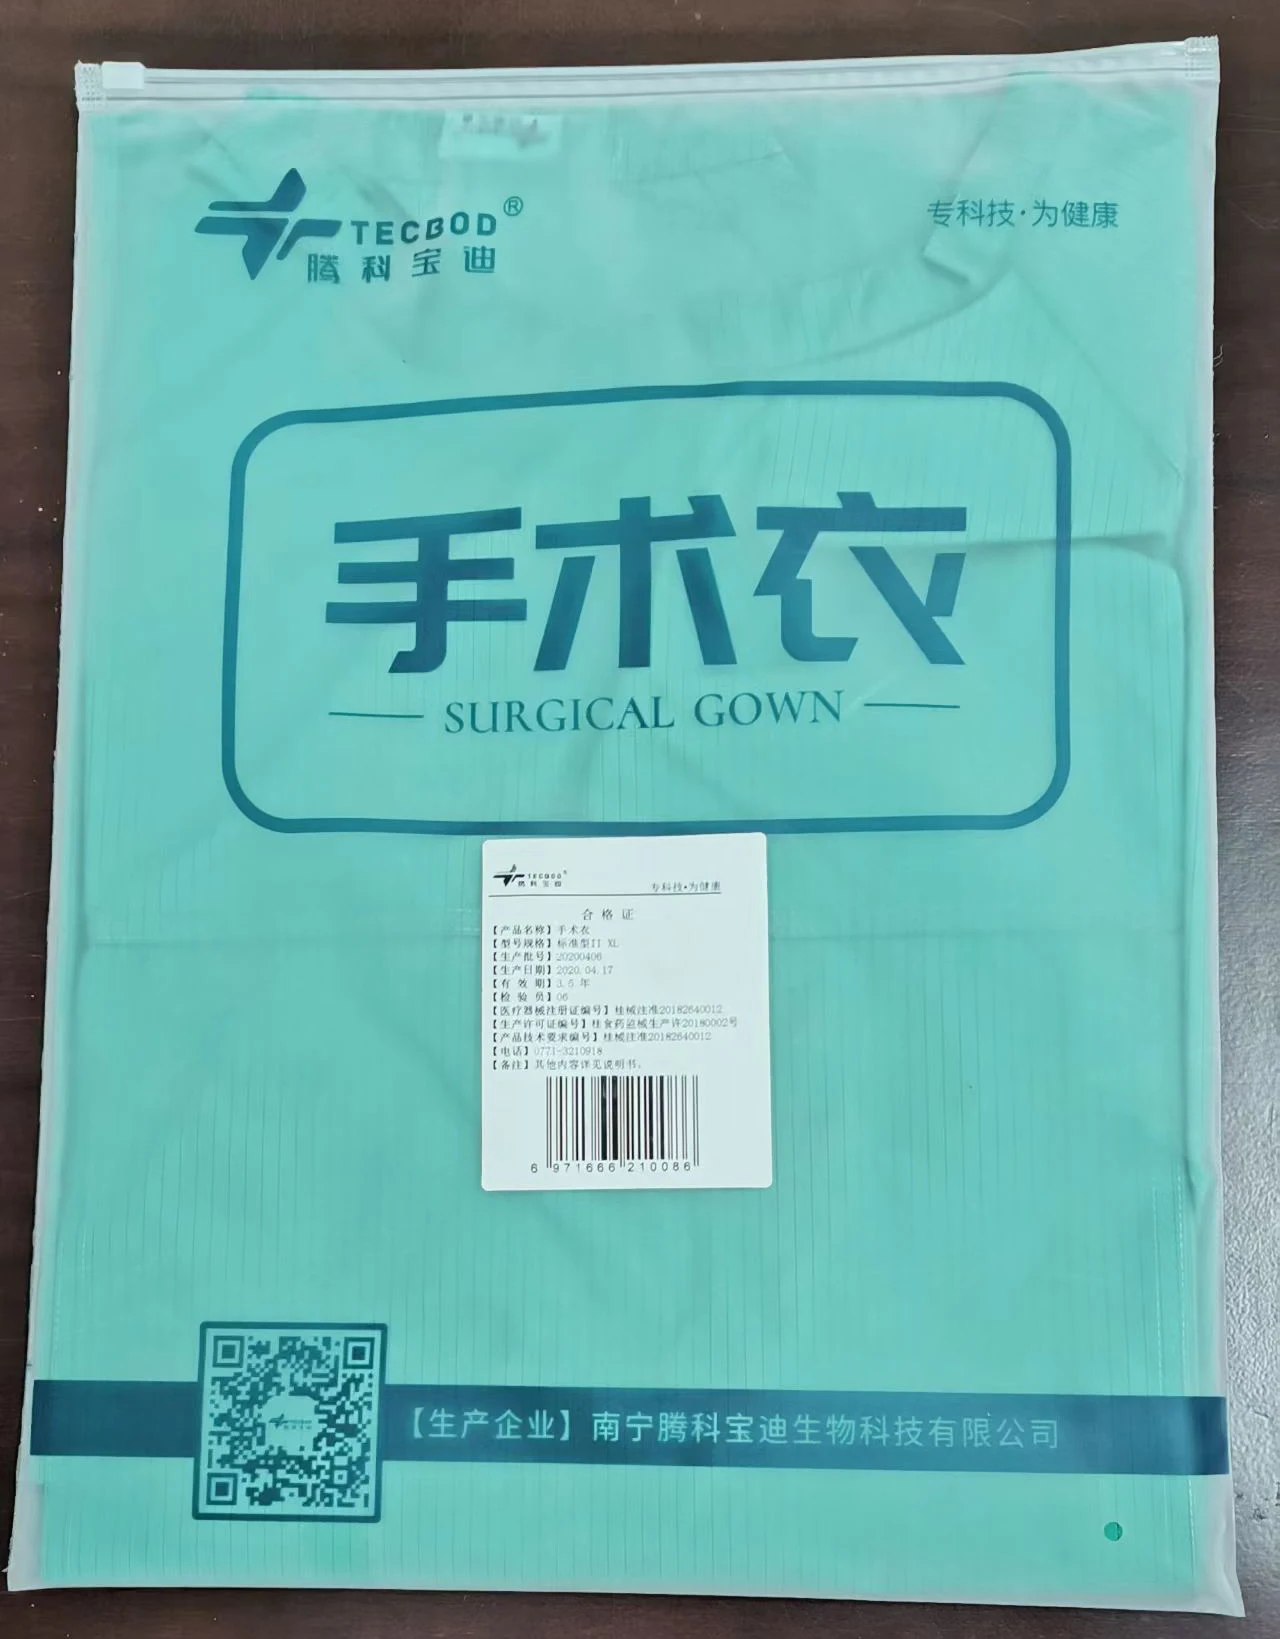 TECBOD®
腾科宝迪
专科技·为健康
手术衣
SURGICAL GOWN
TECBOD®
腾科宝迪
专科技·为健康
合格证
【产品名称】手术衣
【型号规格】标准型II XL
【生产批号】20200406
【生产日期】2020.04.17
【有效期】3.5年
【检验员】06
【医疗器械注册证编号】桂械注准20182640012
【生产许可证编号】桂食药监械生产许20180002号
【产品技术要求编号】桂械注准20182640012
【电话】0771-3210918
【备注】其他内容详见说明书。
6 971666 210086
【生产企业】南宁腾科宝迪生物科技有限公司